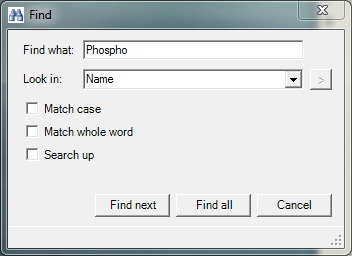 Find
Find what: Phospho
Look in: Name >
Match case
Match whole word
Search up
Find next Find all Cancel